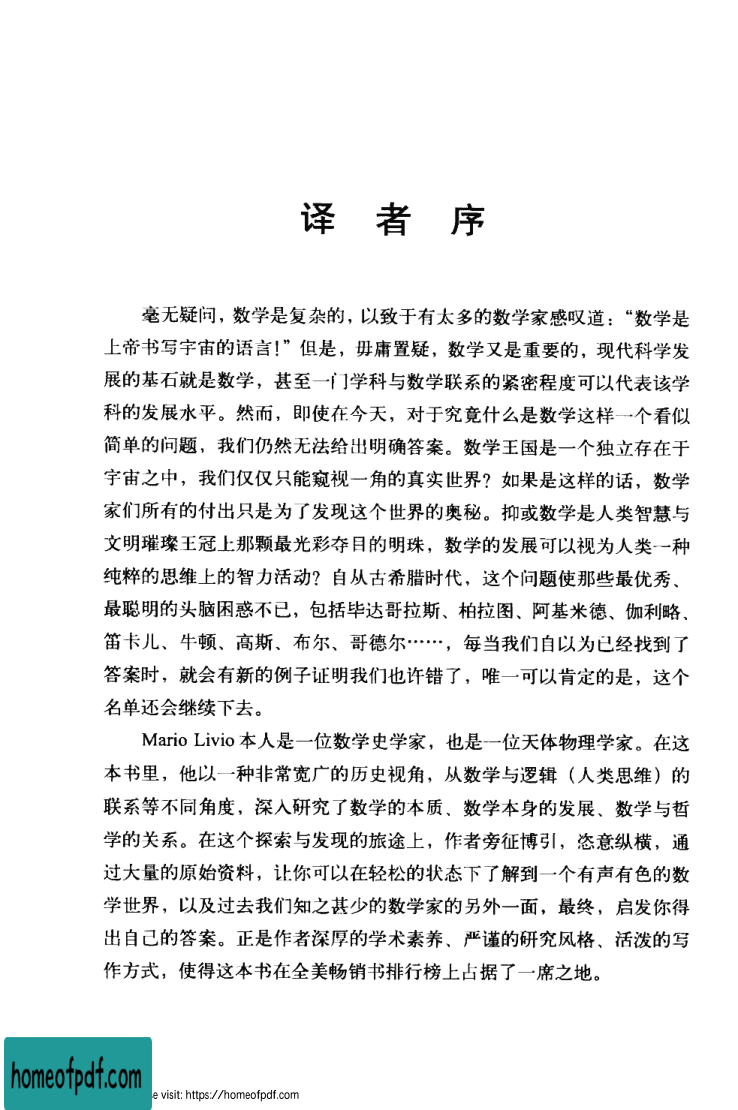 译 者 序
毫无疑问，数学是复杂的，以致于有太多的数学家感叹道：“数学是
上帝书写宇宙的语言！”但是，毋庸置疑，数学又是重要的，现代科学发
展的基石就是数学，甚至一门学科与数学联系的紧密程度可以代表该学
科的发展水平。然而，即使在今天，对于究竟什么是数学这样一个看似
简单的问题，我们仍然无法给出明确答案。数学王国是一个独立存在于
宇宙之中，我们仅仅只能窥视一角的真实世界？如果是这样的话，数学
家们所有的付出只是为了发现这个世界的奥秘。抑或数学是人类智慧与
文明璀璨王冠上那颗最光彩夺目的明珠，数学的发展可以视为人类一种
纯粹的思维上的智力活动？自从古希腊时代，这个问题使那些最优秀、
最聪明的头脑困惑不已，包括毕达哥拉斯、柏拉图、阿基米德、伽利略、
笛卡儿、牛顿、高斯、布尔、哥德尔……，每当我们自以为已经找到了
答案时，就会有新的例子证明我们也许错了，唯一可以肯定的是，这个
名单还会继续下去。
Mario Livio 本人是一位数学史学家，也是一位天体物理学家。在这
本书里，他以一种非常宽广的历史视角，从数学与逻辑（人类思维）的
联系等不同角度，深入研究了数学的本质、数学本身的发展、数学与哲
学的关系。在这个探索与发现的旅途上，作者旁征博引，恣意纵横，通
过大量的原始资料，让你可以在轻松的状态下了解到一个有声有色的数
学世界，以及过去我们知之甚少的数学家的另外一面，最终，启发你得
出自己的答案。正是作者深厚的学术素养、严谨的研究风格、活泼的写
作方式，使得这本书在全美畅销书排行榜上占据了一席之地。
homeofpdf.com
e visit: https://homeofpdf.com